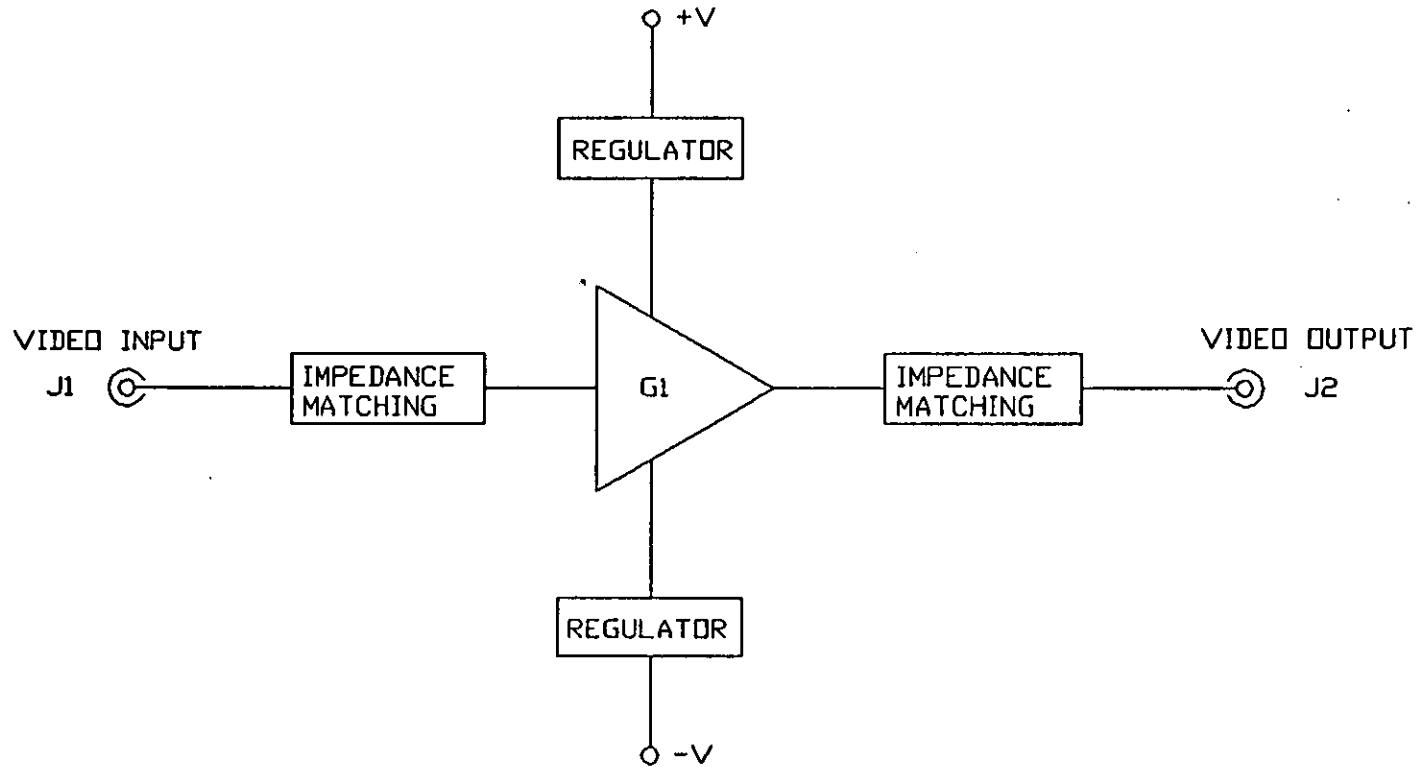 +V
REGULATOR
VIDEO INPUT
VIDEO OUTPUT
J1
IMPEDANCE
MATCHING
G1
IMPEDANCE
MATCHING
J2
REGULATOR
-V